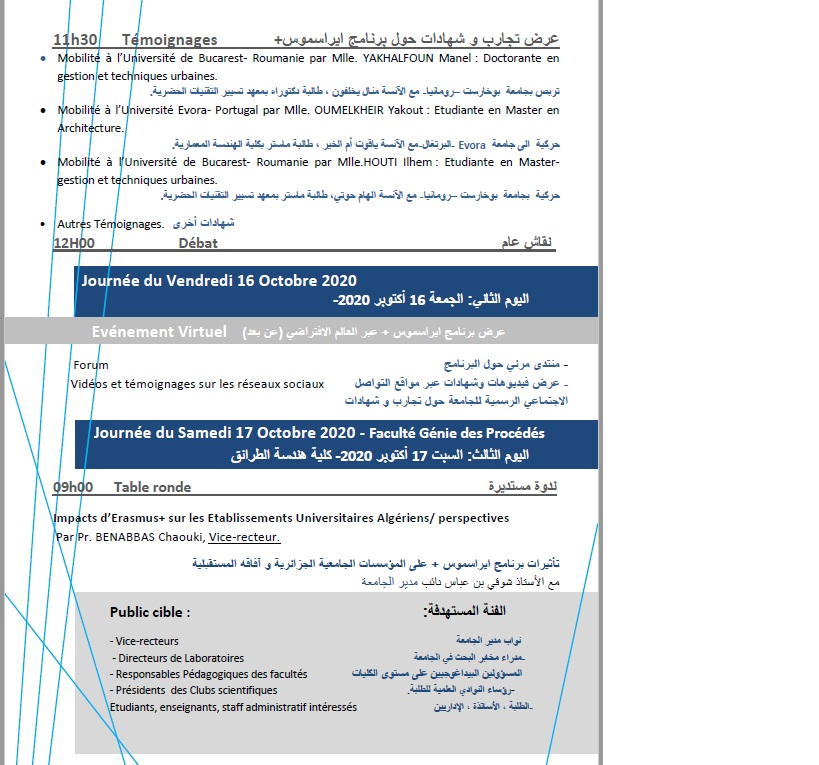 11h30 Témoignages عرض تجارب و شهادات حول برنامج ايراسموس+
• Mobilité à l'Université de Bucarest- Roumanie par Mlle. YAKHALFOUN Manel : Doctorante en
gestion et techniques urbaines.
تربص بجامعة بوخارست –رومانيا- مع الآنسة منال يخلفون ، طالبة دكتوراه بمعهد تسيير التقنيات الحضرية.
• Mobilité à l'Université Evora- Portugal par Mlle. OUMELKHEIR Yakout : Etudiante en Master en
Architecture.
حركية الى جامعة Evora -البرتغال-مع الآنسة ياقوت أم الخير ، طالبة ماستر بكلية الهندسة المعمارية.
• Mobilité à l'Université de Bucarest- Roumanie par Mlle.HOUTI Ilhem : Etudiante en Master-
gestion et techniques urbaines.
حركية بجامعة بوخارست –رومانيا- مع الآنسة الهام حوتي، طالبة ماستر بمعهد تسيير التقنيات الحضرية.
• Autres Témoignages. شهادات أخرى
12H00 Débat نقاش عام
Journée du Vendredi 16 Octobre 2020
اليوم الثاني: الجمعة 16 أكتوبر 2020-
Evénement Virtuel عرض برنامج ايراسموس + عبر العالم الافتراضي (عن بعد)
Forum - منتدى مرئي حول البرنامج
Vidéos et témoignages sur les réseaux sociaux - عرض فيديوهات وشهادات عبر مواقع التواصل
الاجتماعي الرسمية للجامعة حول تجارب و شهادات
Journée du Samedi 17 Octobre 2020 - Faculté Génie des Procédés
اليوم الثالث: السبت 17 أكتوبر 2020- كلية هندسة الطرائق
09h00 Table ronde ندوة مستديرة
Impacts d'Erasmus+ sur les Etablissements Universitaires Algériens/ perspectives
Par Pr. BENABBAS Chaouki, Vice-recteur.
تأثيرات برنامج ايراسموس + على المؤسسات الجامعية الجزائرية و آفاقه المستقبلية
مع الأستاذ شوقي بن عباس نائب مدير الجامعة
Public cible : الفئة المستهدفة:
- Vice-recteurs نواب مدير الجامعة
- Directeurs de Laboratoires -مدراء مخابر البحث في الجامعة
- Responsables Pédagogiques des facultés المسؤولين البيداغوجيين على مستوى الكليات
- Présidents des Clubs scientifiques -رؤساء النوادي العلمية للطلبة.
Etudiants, enseignants, staff administratif intéressés -الطلبة ، الأساتذة ، الإداريين